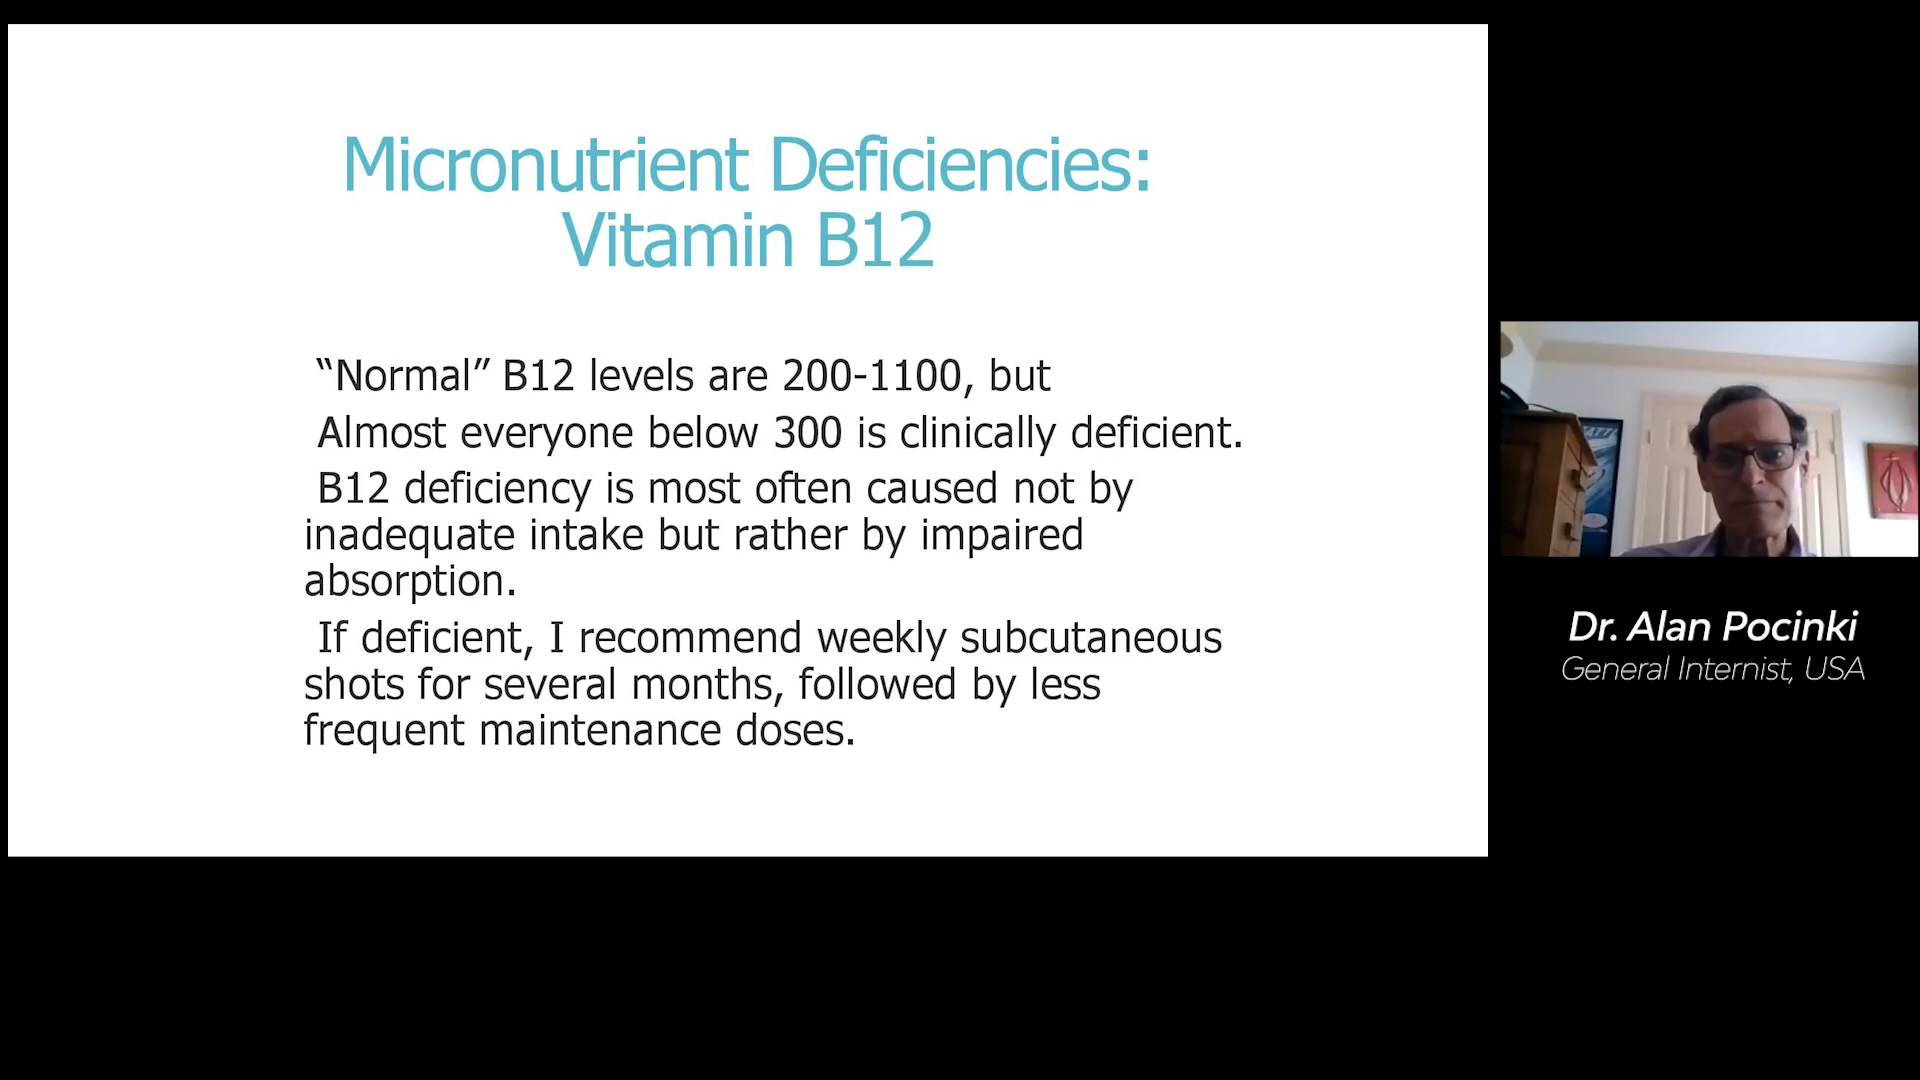 Micronutrient Deficiencies:
Vitamin B12
“Normal” B12 levels are 200-1100, but
Almost everyone below 300 is clinically deficient.
B12 deficiency is most often caused not by
inadequate intake but rather by impaired
absorption.
If deficient, I recommend weekly subcutaneous
shots for several months, followed by less
frequent maintenance doses.
Dr. Alan Pocinki
General Internist, USA